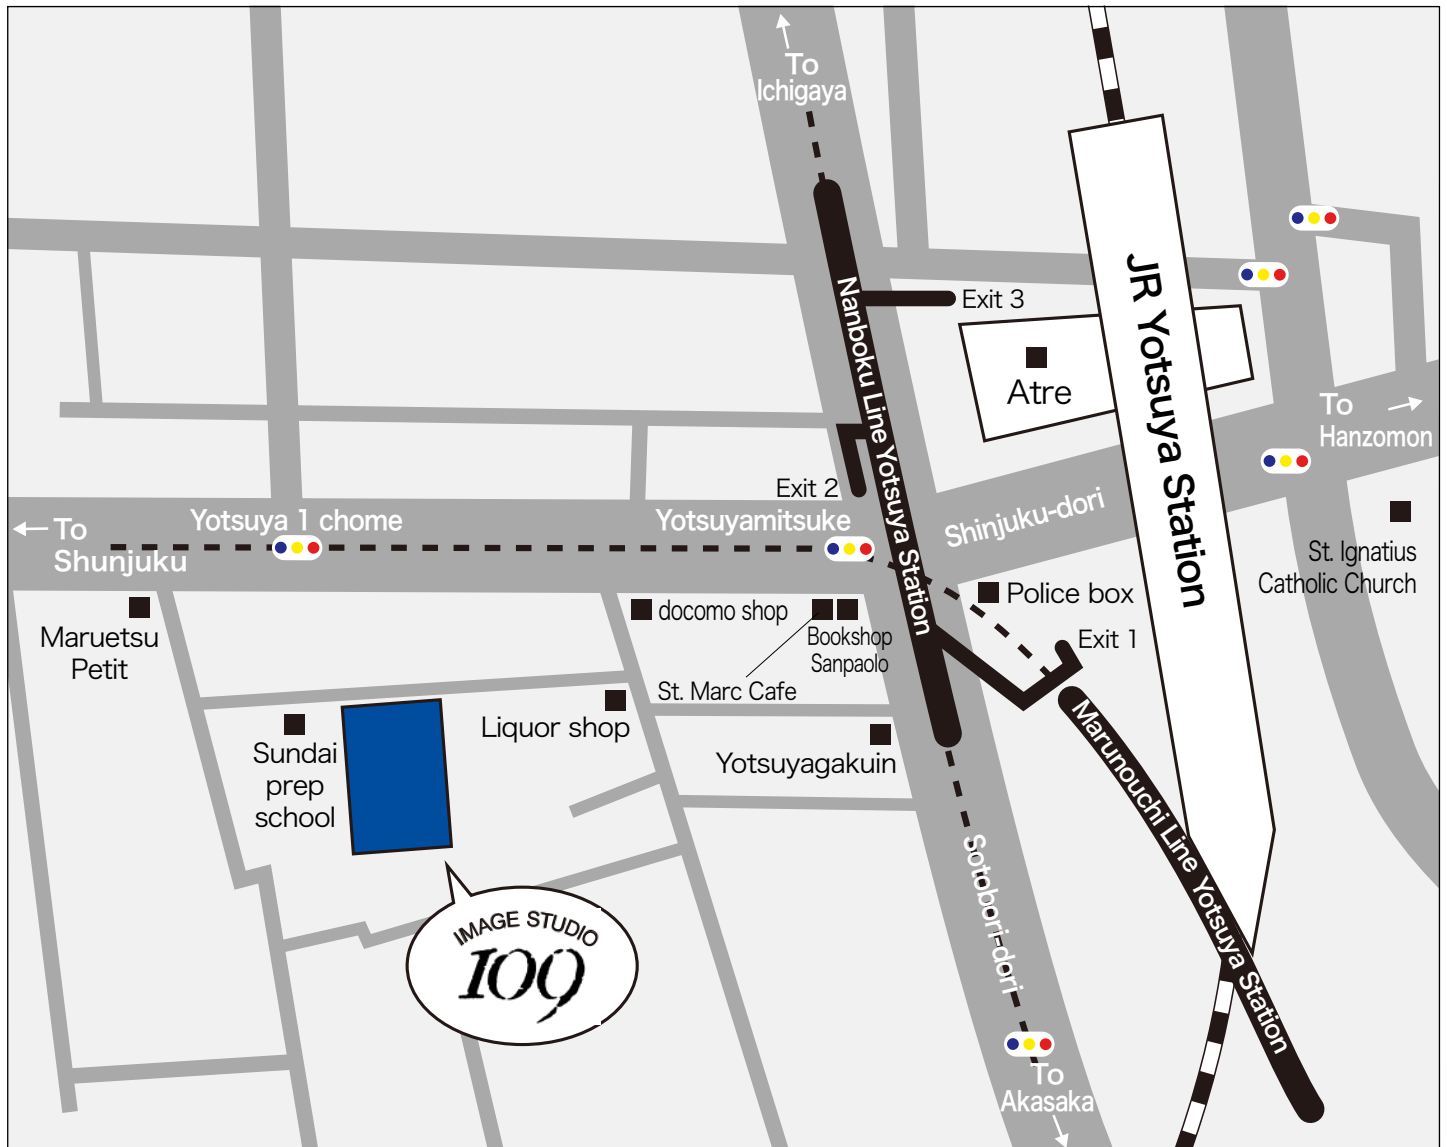 To
Ichigaya
JR Yotsuya Station
Nanboku Line Yotsuya Station
Exit 3
Atre
To
Hanzomon
Exit 2
Shinjuku-dori
To
Shunjuku
Yotsuya 1 chome
Yotsuyamitsuke
St. Ignatius
Catholic Church
Maruetsu
Petit
docomo shop
Bookshop
Sanpaolo
St. Marc Cafe
Police box
Exit 1
Liquor shop
Sundai
prep
school
Yotsuyagakuin
Marunouchi Line Yotsuya Station
Sotobori-dori
IMAGE STUDIO
109
To
Akasaka